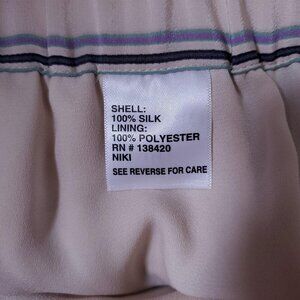 SHELL:
100% SILK
LINING:
100% POLYESTER
RN # 138420
NIKI
SEE REVERSE FOR CARE